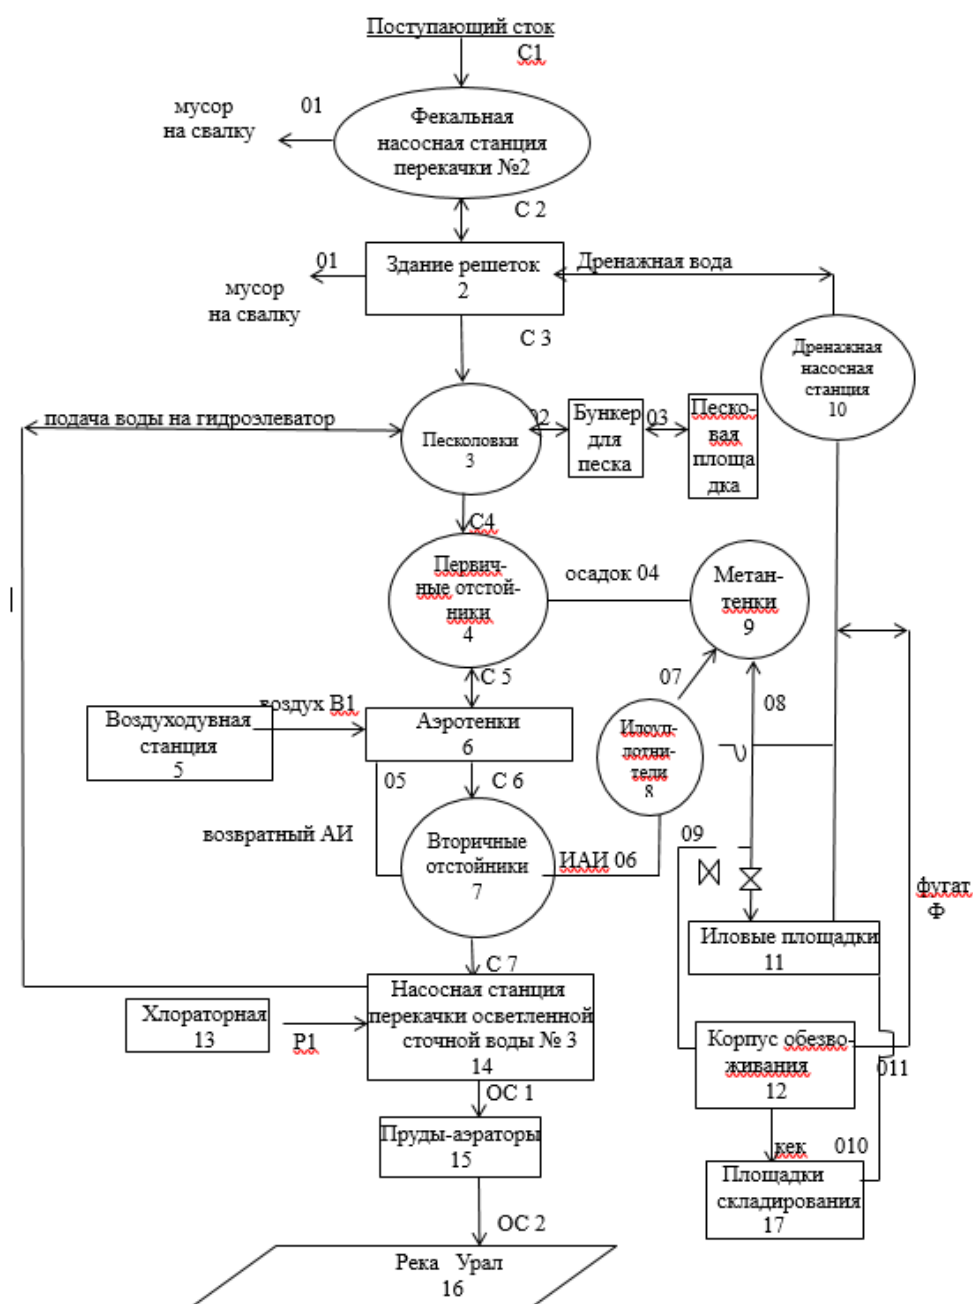 Поступающий сток
С1
Фекальная
насосная станция
перекачки №2
01
мусор
на свалку
С 2
Здание решеток
2
01
мусор
на свалку
Дренажная вода
С 3
Дренажная
насосная
станция
10
подача воды на гидроэлеватор
Песколовки
3
02
Бункер
для
песка
03
Песко-
вая
площа
дка
С4
Первич-
ные отстой-
ники
4
осадок 04
Метан-
тенки
9
С 5
07
08
воздух В1
Воздуходувная
станция
5
Аэротенки
6
Илоуп-
лотни-
тели
8
05
С 6
возвратный АИ
Вторичные
отстойники
7
ИАИ 06
09
фугат
Ф
Иловые площадки
11
С 7
Насосная станция
перекачки осветленной
сточной воды № 3
14
Хлораторная
13
Р1
Корпус обезво-
живания
12
011
ОС 1
Пруды-аэраторы
15
кек
010
Площадки
складирования
17
ОС 2
Река Урал
16